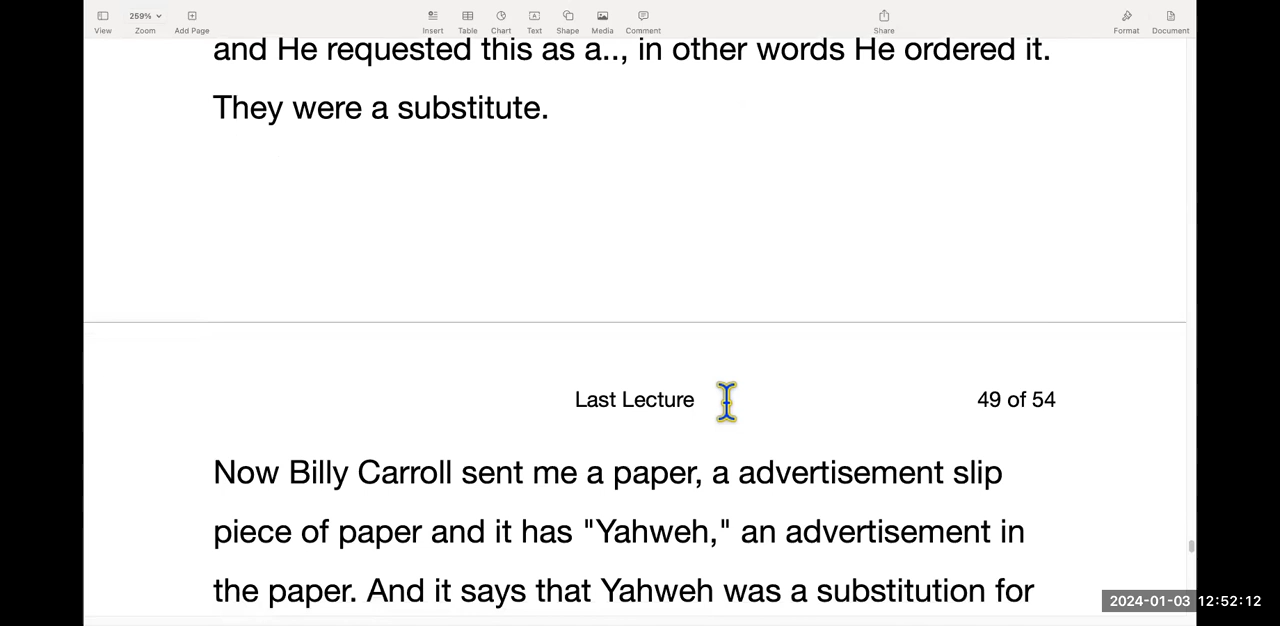 259%
View
Zoom
Add Page
Insert
Table
Chart
Text
Shape
Media
Comment
Share
Format
Document
and He requested this as a.., in other words He ordered it.
They were a substitute.
Last Lecture
49 of 54
Now Billy Carroll sent me a paper, a advertisement slip
piece of paper and it has "Yahweh," an advertisement in
the paper. And it says that Yahweh was a substitution for
2024-01-03 12:52:12